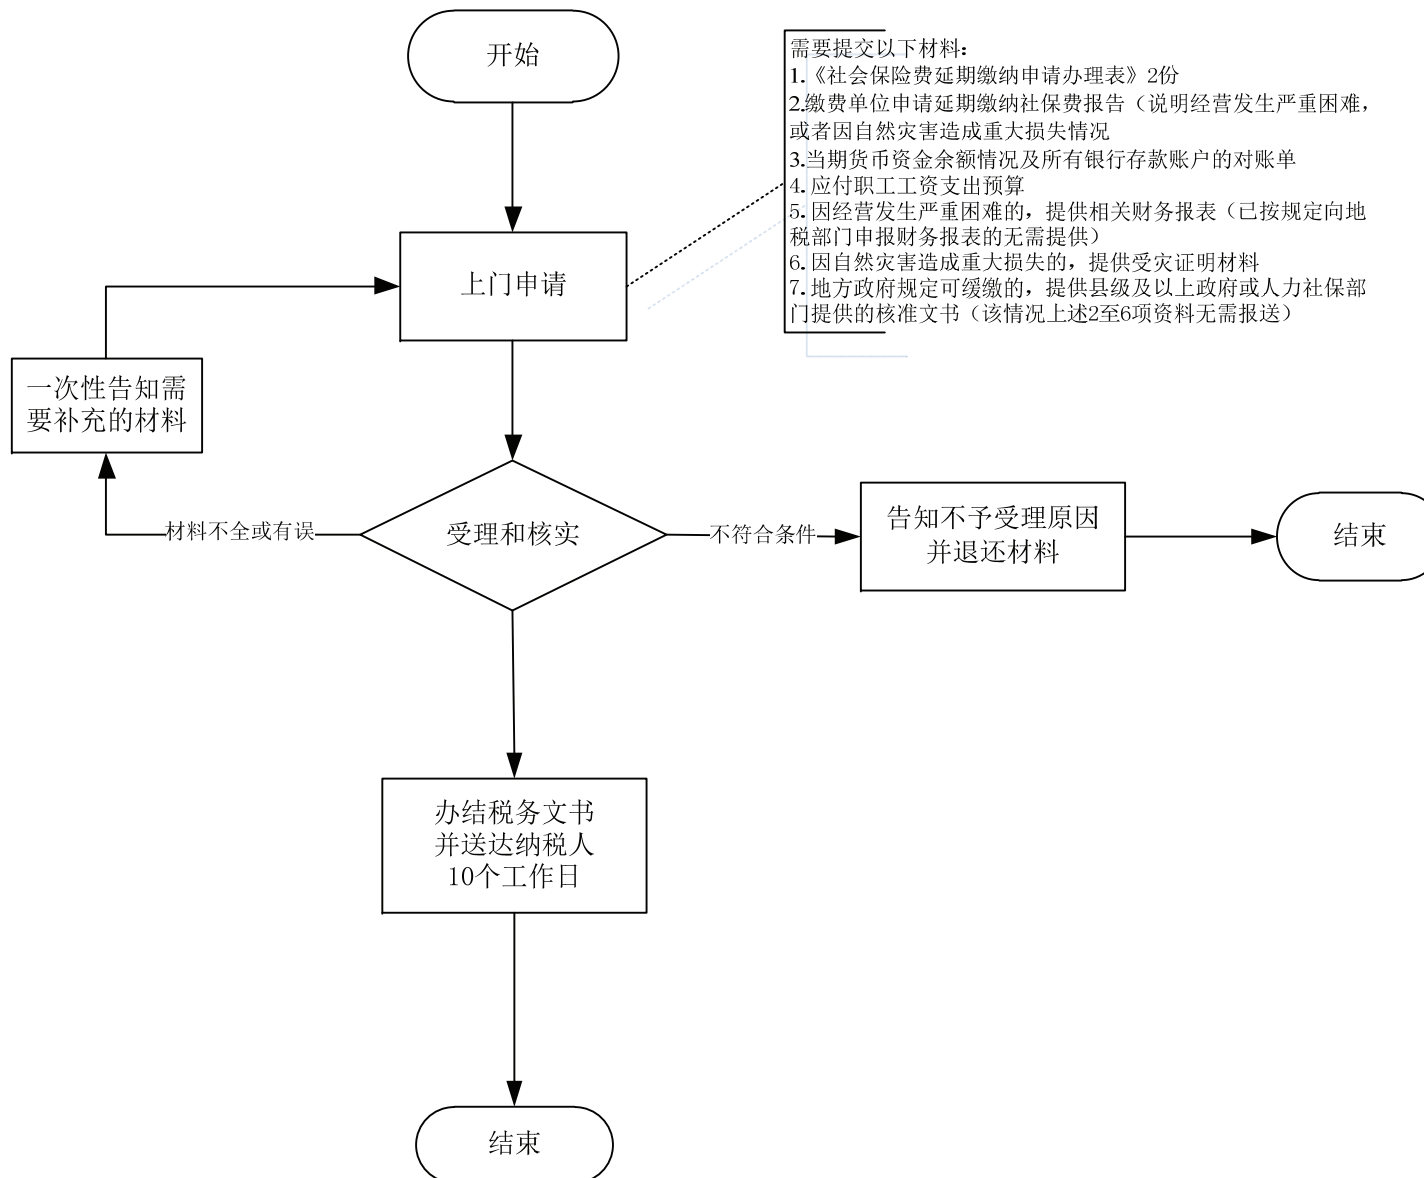 开始
需要提交以下材料：
1.《社会保险费延期缴纳申请办理表》2份
2.缴费单位申请延期缴纳社保费报告（说明经营发生严重困难，
或者因自然灾害造成重大损失情况
3.当期货币资金余额情况及所有银行存款账户的对账单
4.应付职工工资支出预算
5.因经营发生严重困难的，提供相关财务报表（已按规定向地
税部门申报财务报表的无需提供）
6.因自然灾害造成重大损失的，提供受灾证明材料
7.地方政府规定可缓缴的，提供县级及以上政府或人力社保部
门提供的核准文书（该情况上述2至6项资料无需报送）
上门申请
一次性告知需
要补充的材料
材料不全或有误
受理和核实
不符合条件
告知不予受理原因
并退还材料
结束
办结税务文书
并送达纳税人
10个工作日
结束